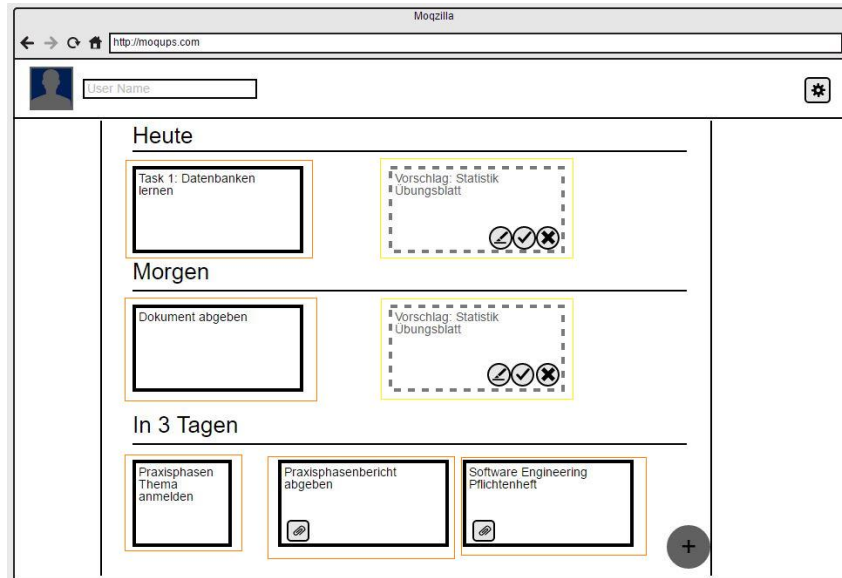 Moqzilla
http://moqups.com
User Name
Heute
Task 1: Datenbanken
lernen
Vorschlag: Statistik
Übungsblatt
Morgen
Dokument abgeben
Vorschlag: Statistik
Übungsblatt
In 3 Tagen
Praxisphasen
Thema
anmelden
Praxisphasenbericht
abgeben
Software Engineering
Pflichtenheft
+